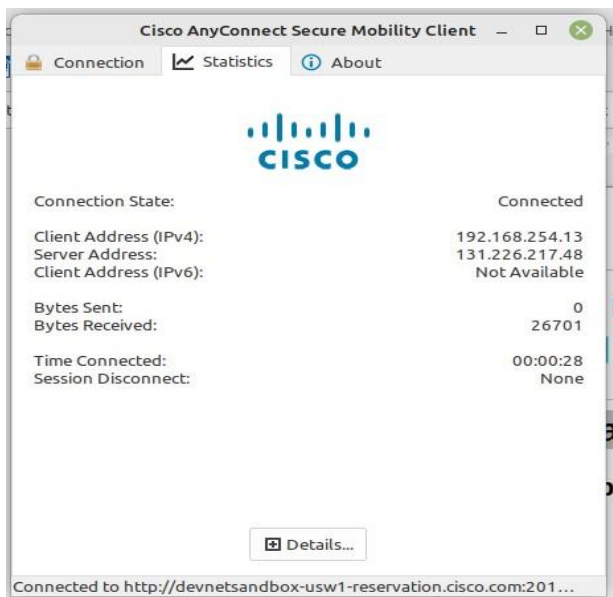 Cisco AnyConnect Secure Mobility Client
Connection Statistics About
CISCO
Connection State: Connected
Client Address (IPv4): 192.168.254.13
Server Address: 131.226.217.48
Client Address (IPv6): Not Available
Bytes Sent: 0
Bytes Received: 26701
Time Connected: 00:00:28
Session Disconnect: None
Details...
Connected to http://devnetsandbox-usw1-reservation.cisco.com:201...